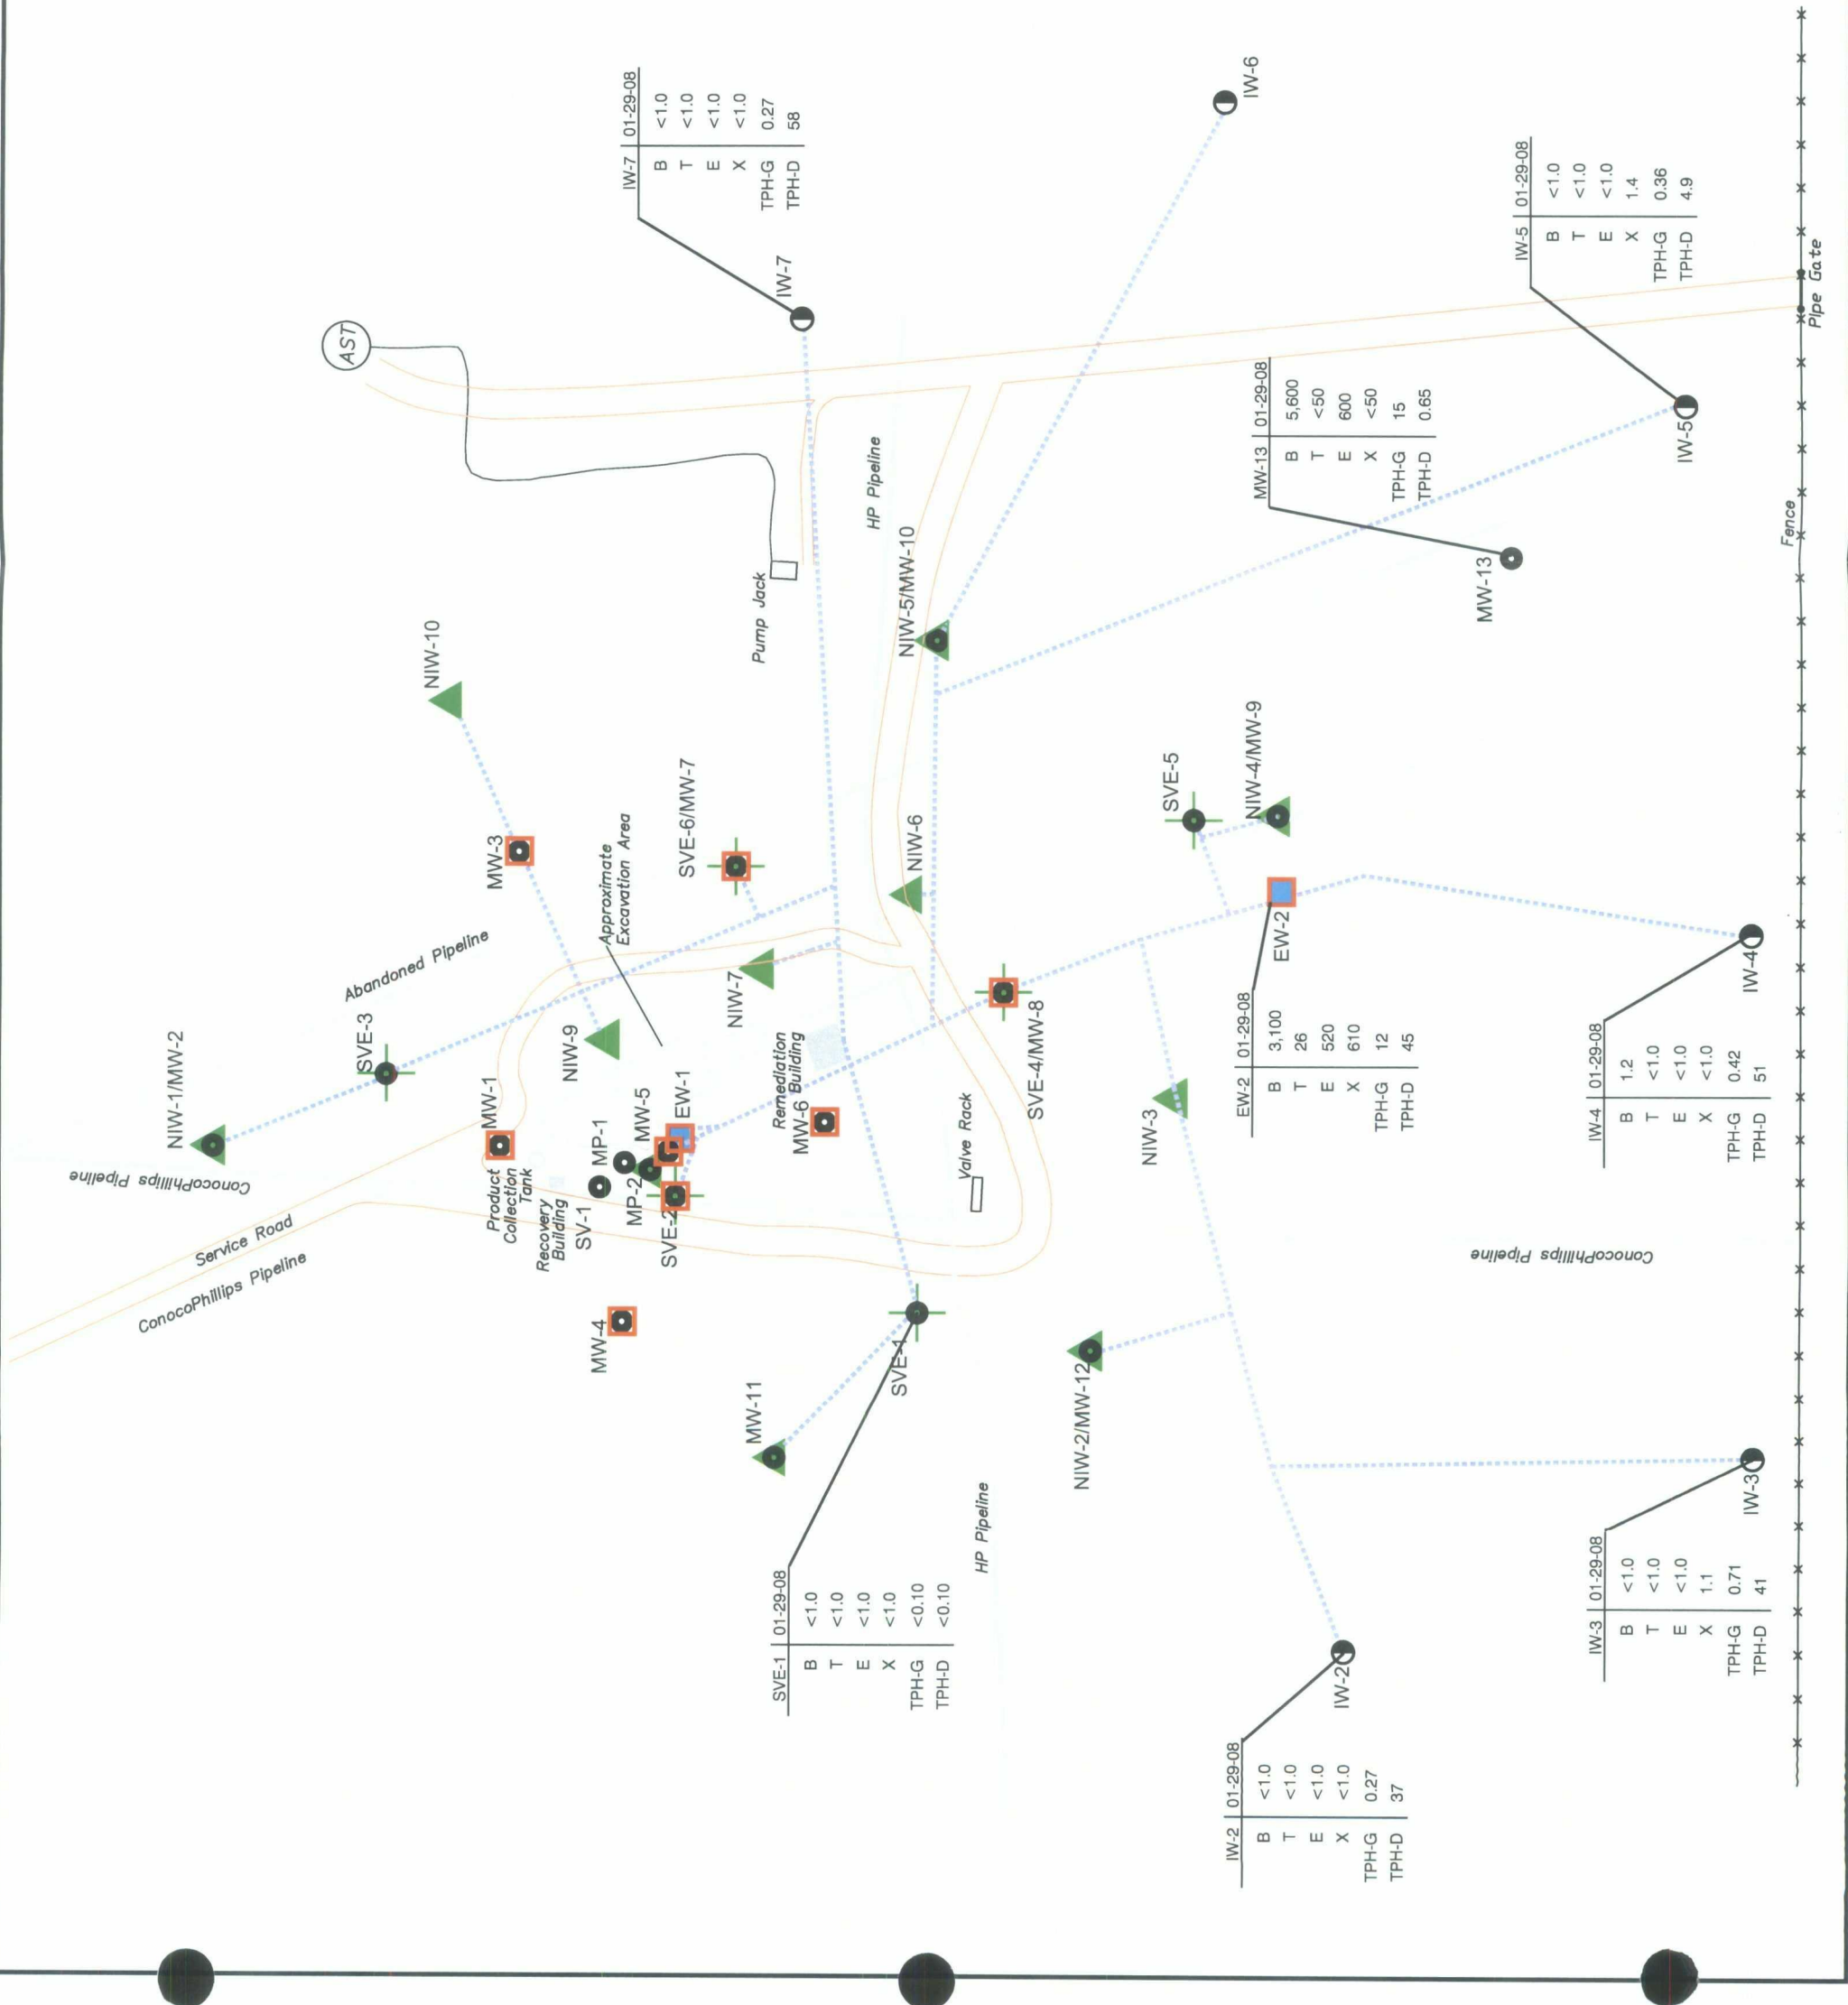 AST
IW-7 01-29-08
B <1.0
T <1.0
E <1.0
X <1.0
TPH-G 0.27
TPH-D 58
IW-7
IW-6
IW-5 01-29-08
B <1.0
T <1.0
E <1.0
X 1.4
TPH-G 0.36
TPH-D 4.9
IW-5
Pipe Gate
Fence
MW-13 01-29-08
B 5,600
T <50
E 600
X <50
TPH-G 15
TPH-D 0.65
MW-13
HP Pipeline
Pump Jack
NIW-5/MW-10
NIW-10
MW-3
SVE-6/MW-7
Approximate
Excavation Area
NIW-6
SVE-5
NIW-4/MW-9
EW-2
EW-2 01-29-08
B 3,100
T 26
E 520
X 610
TPH-G 12
TPH-D 45
IW-4
IW-4 01-29-08
B 1.2
T <1.0
E <1.0
X <1.0
TPH-G 0.42
TPH-D 51
Abandoned Pipeline
NIW-1/MW-2
SVE-3
NIW-9
NIW-7
Remediation
Building
MW-6
SVE-4/MW-8
NIW-3
MW-1
MP-1
MW-5
EW-1
Product
Collection
Tank
Recovery
Building
SV-1
MP-2
SVE-2
Valve Rack
ConocoPhillips Pipeline
Service Road
ConocoPhillips Pipeline
ConocoPhillips Pipeline
MW-4
MW-11
SVE-1
NIW-2/MW-12
HP Pipeline
SVE-1 01-29-08
B <1.0
T <1.0
E <1.0
X <1.0
TPH-G <0.10
TPH-D <0.10
IW-3
IW-3 01-29-08
B <1.0
T <1.0
E <1.0
X 1.1
TPH-G 0.71
TPH-D 41
IW-2
IW-2 01-29-08
B <1.0
T <1.0
E <1.0
X <1.0
TPH-G 0.27
TPH-D 37